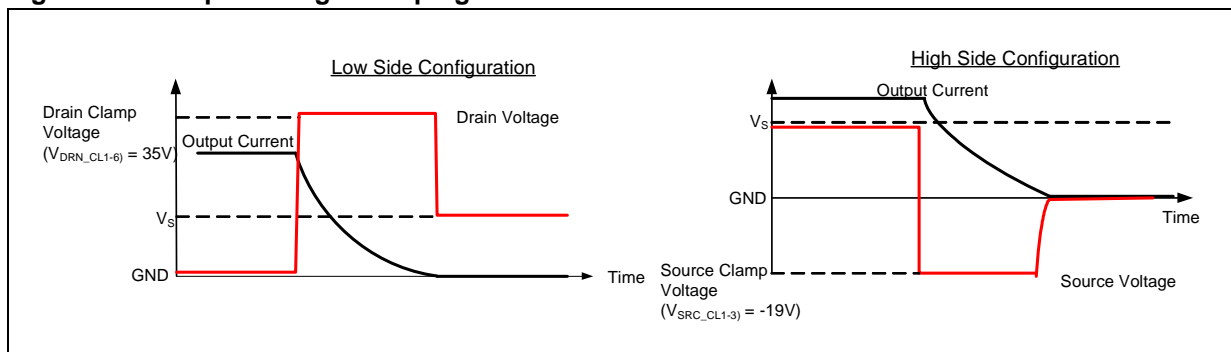 Low Side Configuration
Drain Clamp
Voltage
(VDRN_CL1-6) = 35V)
Output Current
Drain Voltage
VS
GND
Time
High Side Configuration
Output Current
VS
GND
Time
Source Clamp
Voltage
(VSRC_CL1-3) = -19V)
Source Voltage